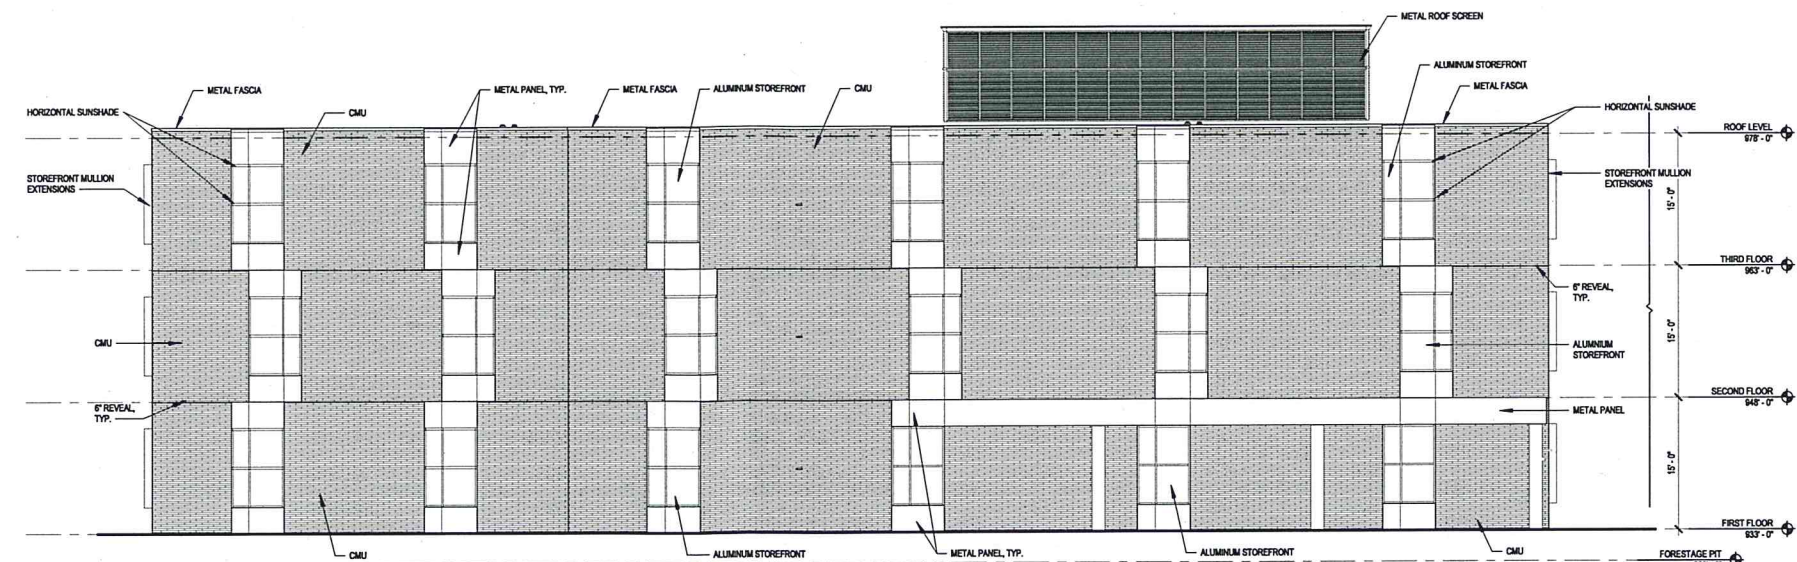 METAL ROOF SCREEN
ALUMINUM STOREFRONT
METAL FASCIA
METAL PANEL, TYP.
METAL FASCIA
ALUMINUM STOREFRONT
CMU
METAL FASCIA
HORIZONTAL SUNSHADE
CMU
HORIZONTAL SUNSHADE
ROOF LEVEL
978' - 0"
STOREFRONT MULLION
EXTENSIONS
STOREFRONT MULLION
EXTENSIONS
15' - 0"
THIRD FLOOR
963' - 0"
6" REVEAL,
TYP.
15' - 0"
CMU
ALUMNIUM
STOREFRONT
SECOND FLOOR
948' - 0"
6" REVEAL,
TYP.
METAL PANEL
15' - 0"
FIRST FLOOR
933' - 0"
CMU
ALUMINUM STOREFRONT
METAL PANEL, TYP.
ALUMINUM STOREFRONT
CMU
FORESTAGE PIT